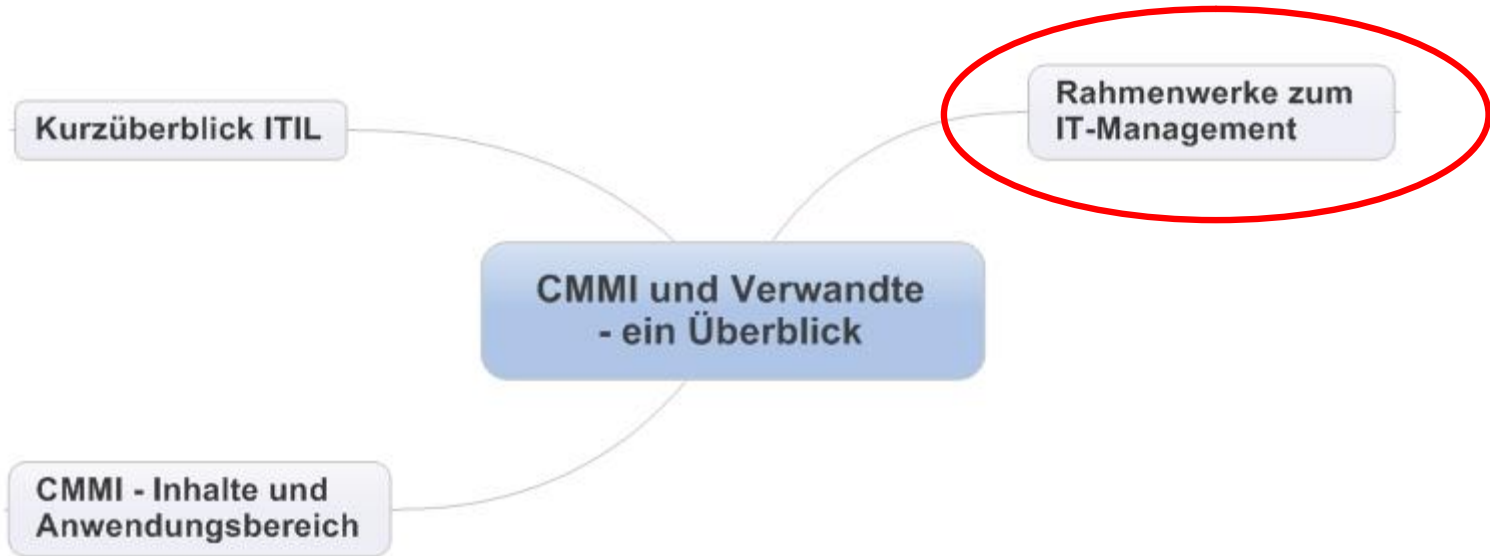 Kurzüberblick ITIL
Rahmenwerke zum
IT-Management
CMMI und Verwandte
- ein Überblick
CMMI - Inhalte und
Anwendungsbereich